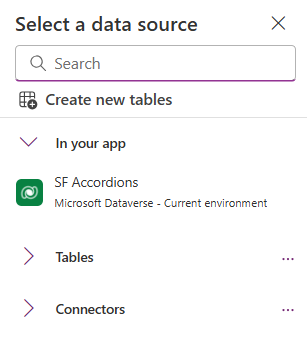 Select a data source
Search
Create new tables
In your app
SF Accordions
Microsoft Dataverse - Current environment
Tables
Connectors